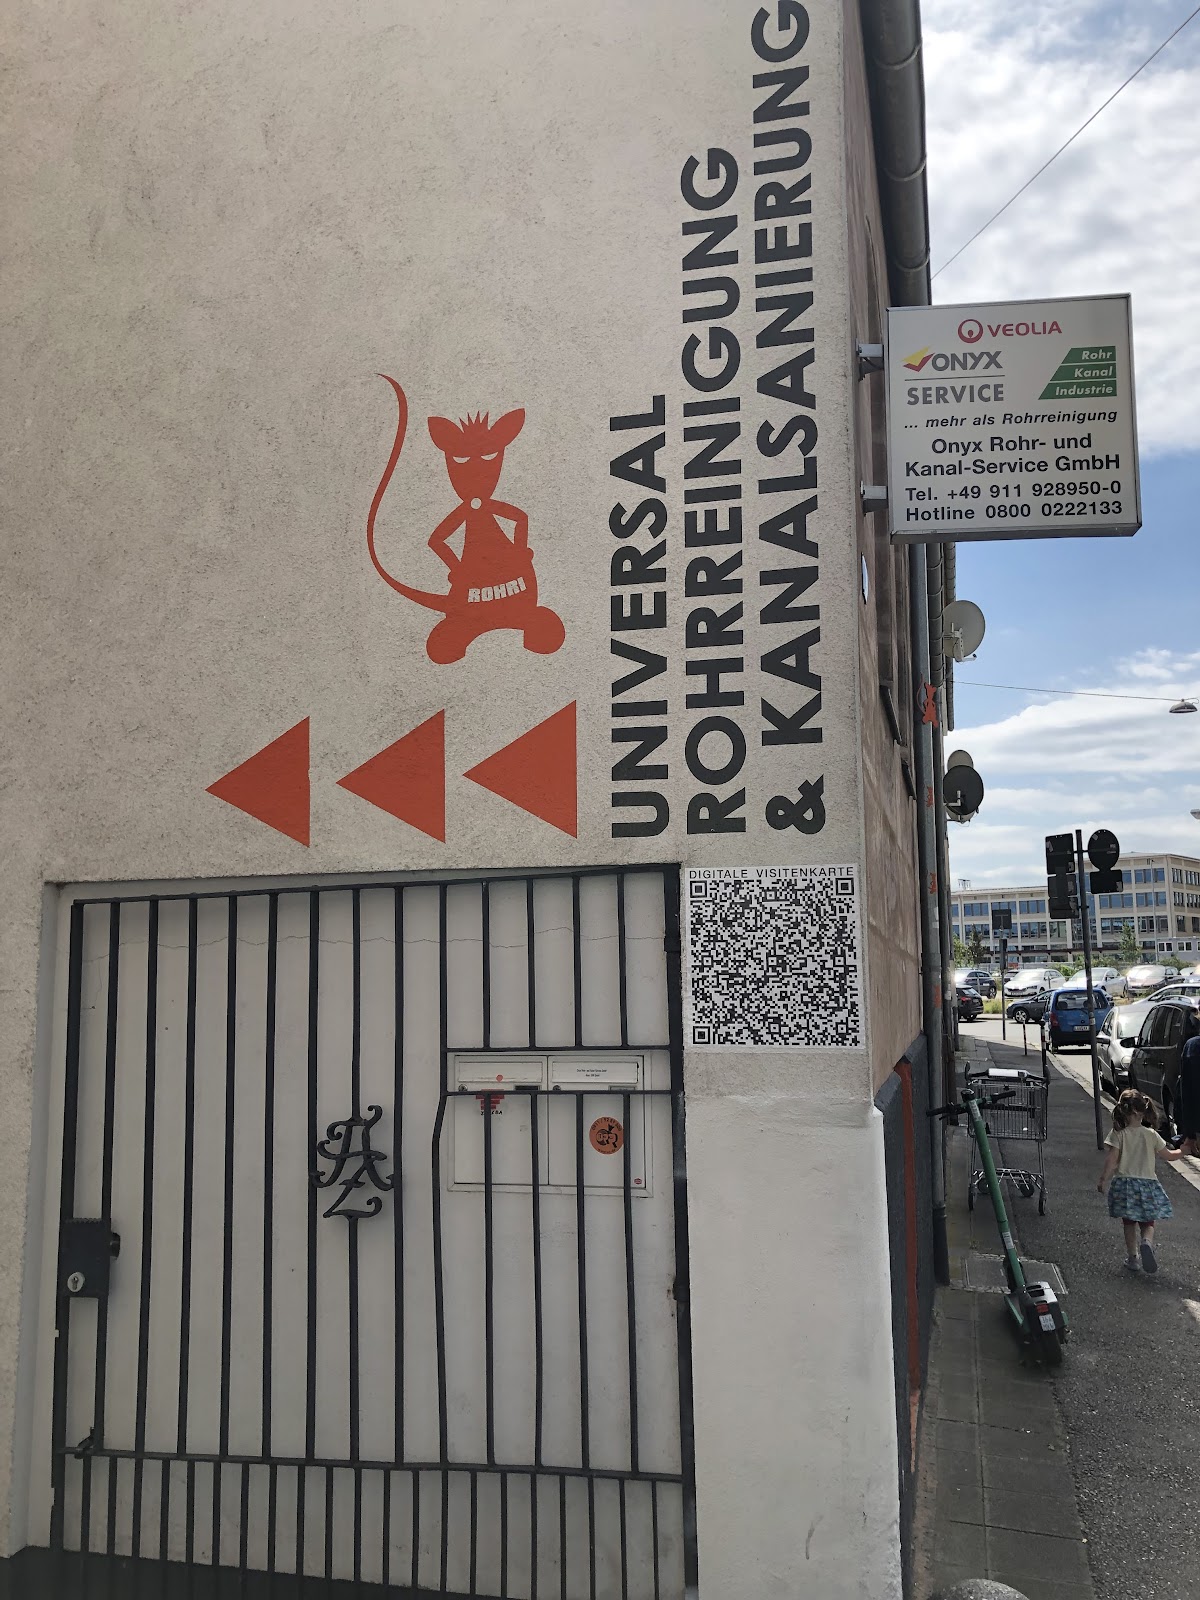 UNIVERSAL
ROHRREINIGUNG
& KANALSANIERUNG
ROHRI
VEOLIA
ONYX
SERVICE
Rohr
Kanal
Industrie
... mehr als Rohrreinigung
Onyx Rohr- und
Kanal-Service GmbH
Tel. +49 911 928950-0
Hotline 0800 0222133
DIGITALE VISITENKARTE